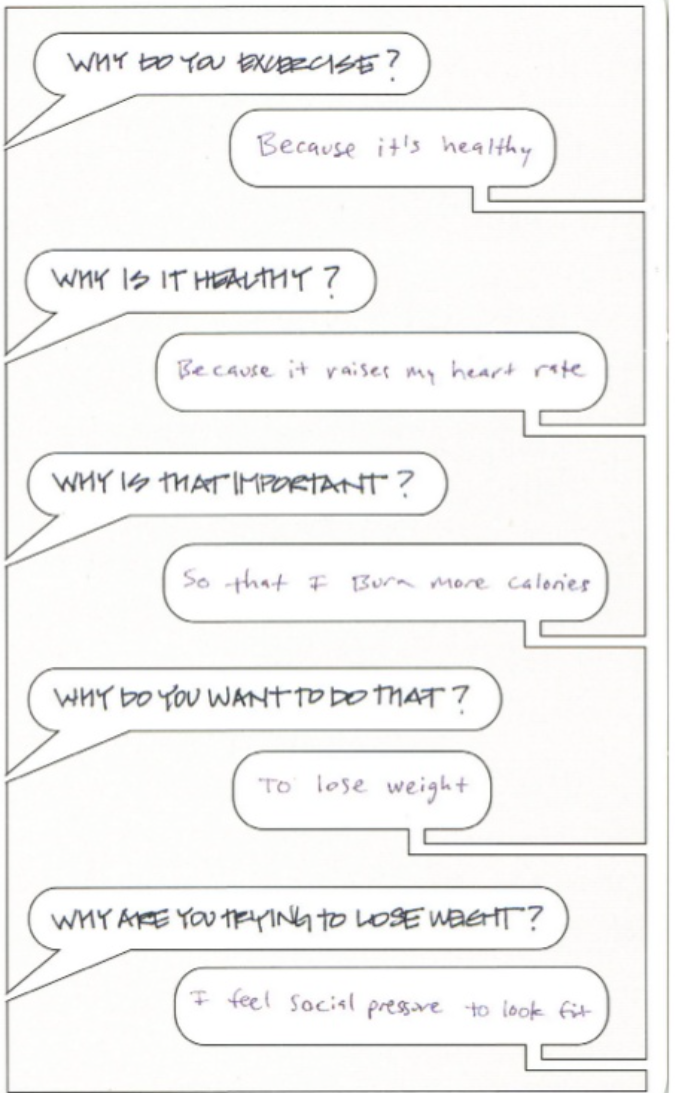 WHY DO YOU EXCERCISE?
Because it's healthy
WHY IS IT HEALTHY?
Because it raises my heart rate
WHY IS THAT IMPORTANT?
So that I Burn more calories
WHY DO YOU WANT TO DO THAT?
To lose weight
WHY ARE YOU TRYING TO LOSE WEIGHT?
I feel social pressure to look fit